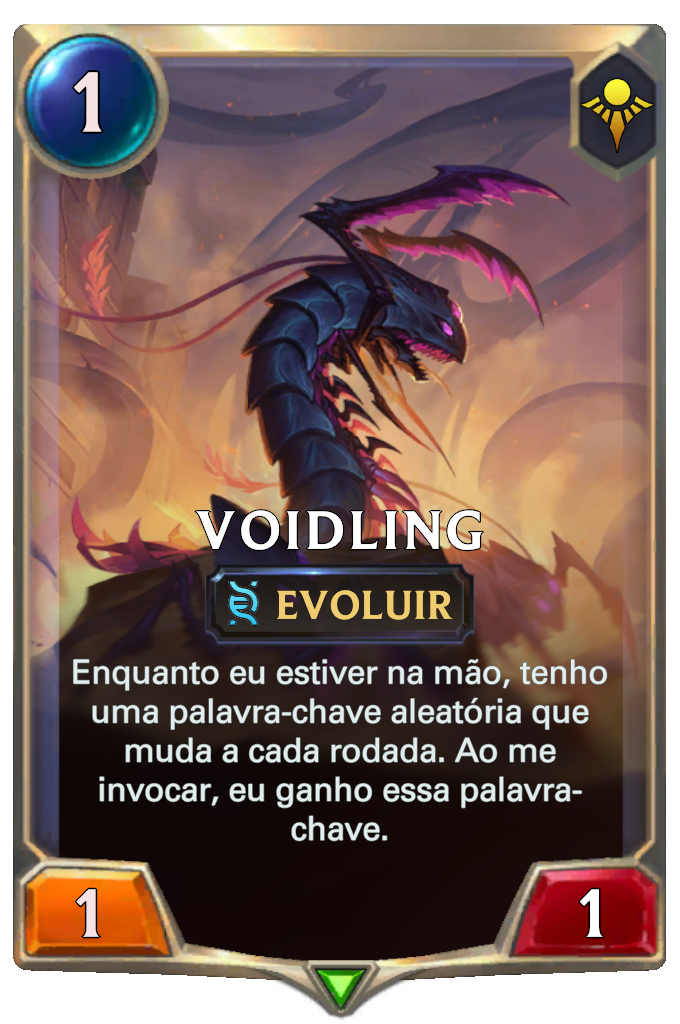 1
VOIDLING
EVOLUIR
Enquanto eu estiver na mão, tenho
uma palavra-chave aleatória que
muda a cada rodada. Ao me
invocar, eu ganho essa palavra-
chave.
1
1